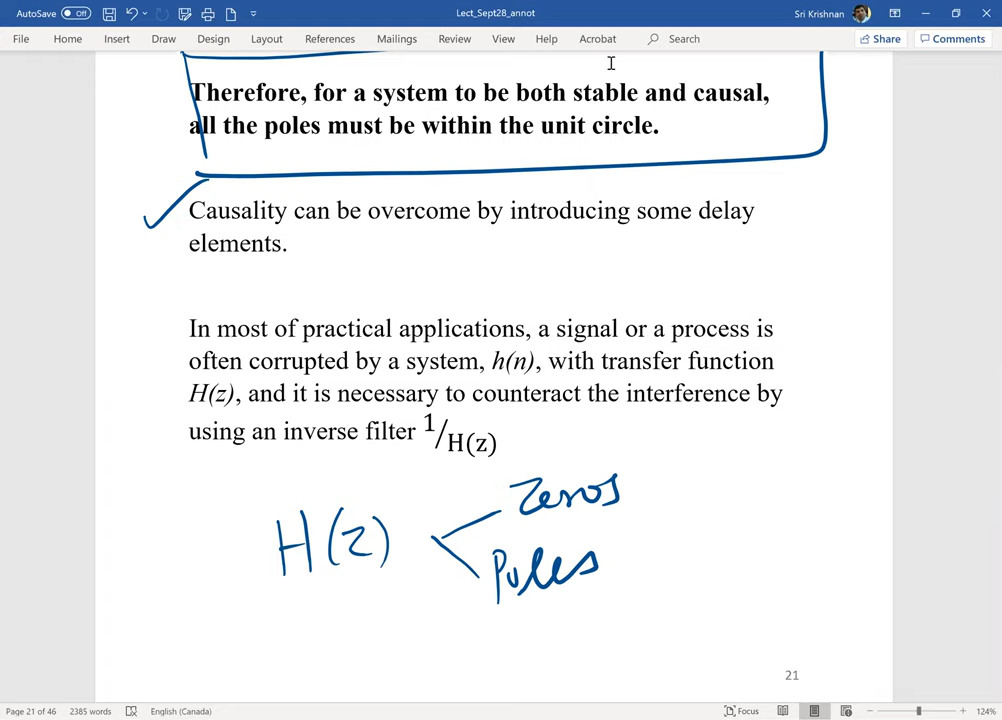 AutoSave Off Lect_Sept28_annot Sri Krishnan
File Home Insert Draw Design Layout References Mailings Review View Help Acrobat Search Share Comments
Therefore, for a system to be both stable and causal,
all the poles must be within the unit circle.
Causality can be overcome by introducing some delay
elements.
In most of practical applications, a signal or a process is
often corrupted by a system, h(n), with transfer function
H(z), and it is necessary to counteract the interference by
using an inverse filter 1/H(z)
Zeros
H(z)
Poles
21
Page 21 of 46 2385 words English (Canada) Focus 124%